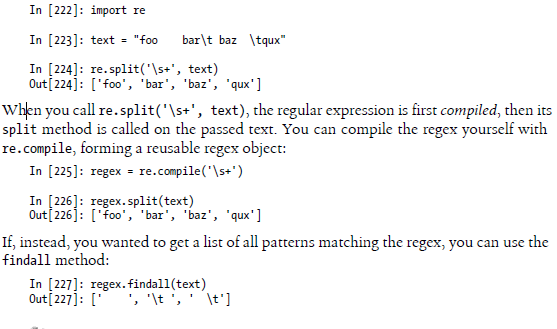 In [222]: import re
In [223]: text = "foo    bar\t baz  \tqux"
In [224]: re.split('\s+', text)
Out[224]: ['foo', 'bar', 'baz', 'qux']
When you call re.split('\s+', text), the regular expression is first compiled, then its
split method is called on the passed text. You can compile the regex yourself with
re.compile, forming a reusable regex object:
In [225]: regex = re.compile('\s+')
In [226]: regex.split(text)
Out[226]: ['foo', 'bar', 'baz', 'qux']
If, instead, you wanted to get a list of all patterns matching the regex, you can use the
findall method:
In [227]: regex.findall(text)
Out[227]: ['    ', '\t ', '  \t']